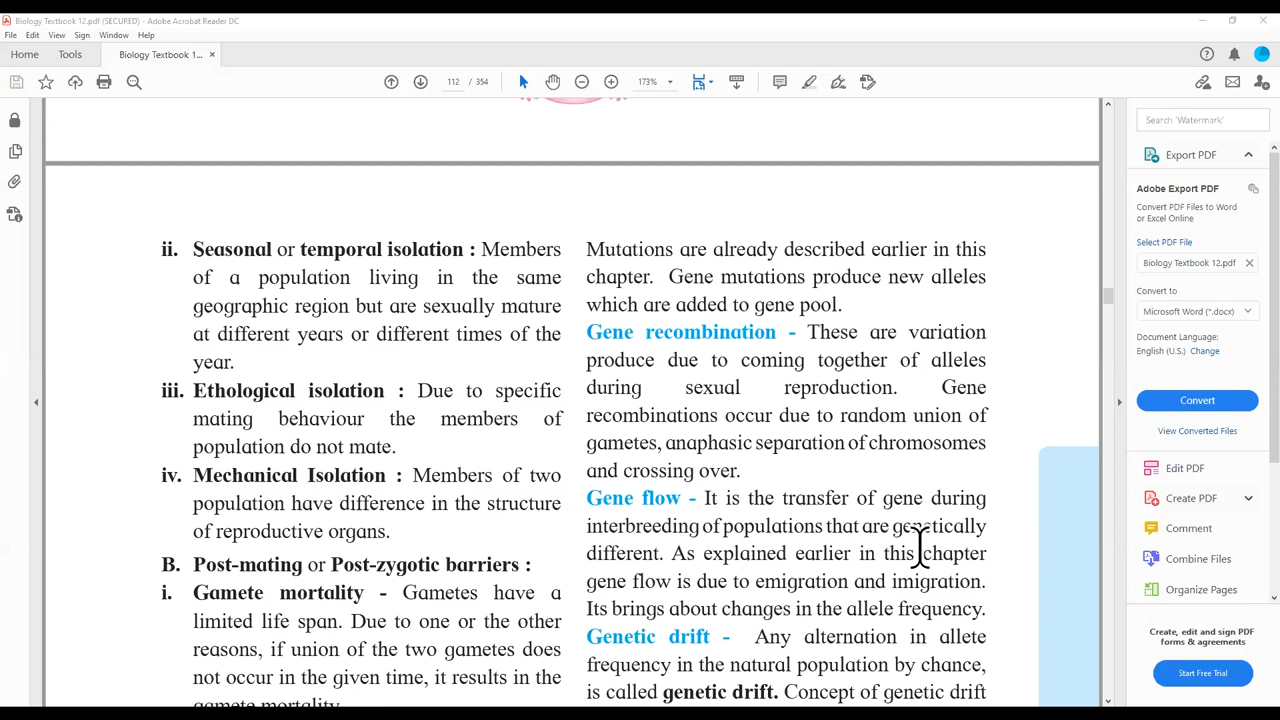 Biology Textbook 12.pdf (SECURED) - Adobe Acrobat Reader DC
File Edit View Sign Window Help
Home Tools Biology Textbook 1... ×
112 / 354 173%
ii. Seasonal or temporal isolation : Members
of a population living in the same
geographic region but are sexually mature
at different years or different times of the
year.
iii. Ethological isolation : Due to specific
mating behaviour the members of
population do not mate.
iv. Mechanical Isolation : Members of two
population have difference in the structure
of reproductive organs.
B. Post-mating or Post-zygotic barriers :
i. Gamete mortality - Gametes have a
limited life span. Due to one or the other
reasons, if union of the two gametes does
not occur in the given time, it results in the
gamete mortality.
Mutations are already described earlier in this
chapter. Gene mutations produce new alleles
which are added to gene pool.
Gene recombination - These are variation
produce due to coming together of alleles
during sexual reproduction. Gene
recombinations occur due to random union of
gametes, anaphasic separation of chromosomes
and crossing over.
Gene flow - It is the transfer of gene during
interbreeding of populations that are genetically
different. As explained earlier in this chapter
gene flow is due to emigration and imigration.
Its brings about changes in the allele frequency.
Genetic drift - Any alternation in allete
frequency in the natural population by chance,
is called genetic drift. Concept of genetic drift
Search 'Watermark'
Export PDF
Adobe Export PDF
Convert PDF Files to Word
or Excel Online
Select PDF File
Biology Textbook 12.pdf ×
Convert to
Microsoft Word (*.docx)
Document Language:
English (U.S.) Change
Convert
View Converted Files
Edit PDF
Create PDF
Comment
Combine Files
Organize Pages
Create, edit and sign PDF
forms & agreements
Start Free Trial